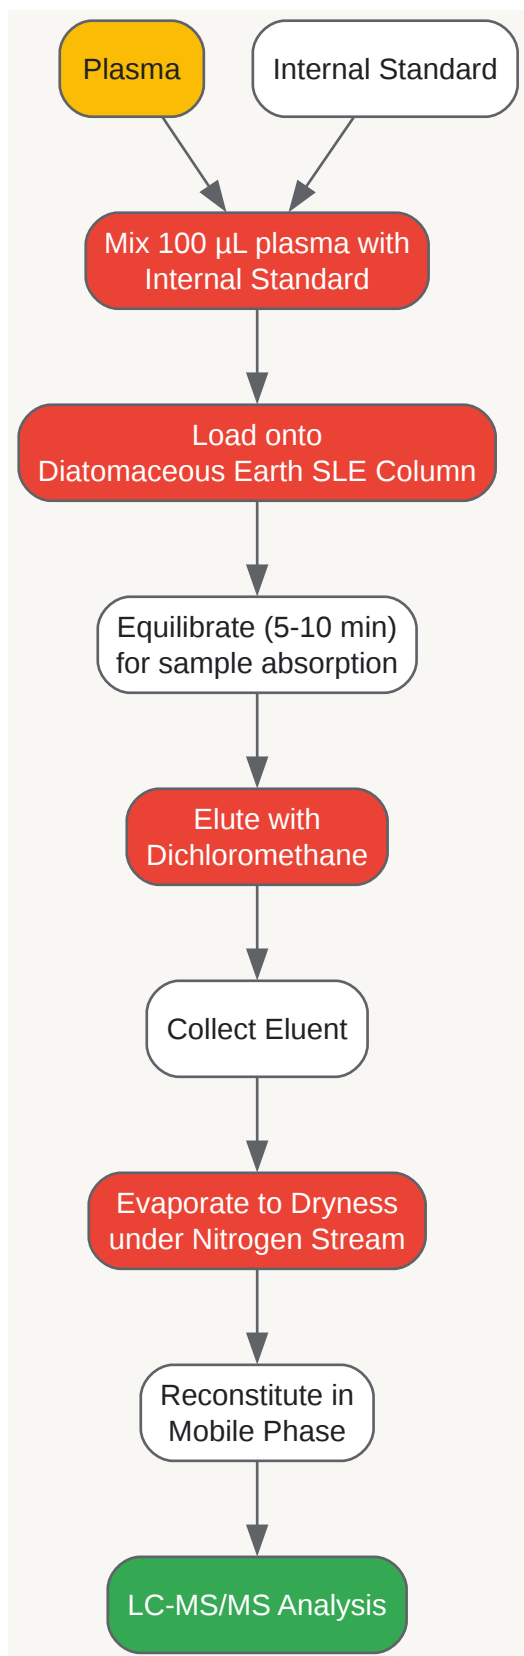 Plasma
Internal Standard
Mix 100 µL plasma with
Internal Standard
Load onto
Diatomaceous Earth SLE Column
Equilibrate (5-10 min)
for sample absorption
Elute with
Dichloromethane
Collect Eluent
Evaporate to Dryness
under Nitrogen Stream
Reconstitute in
Mobile Phase
LC-MS/MS Analysis